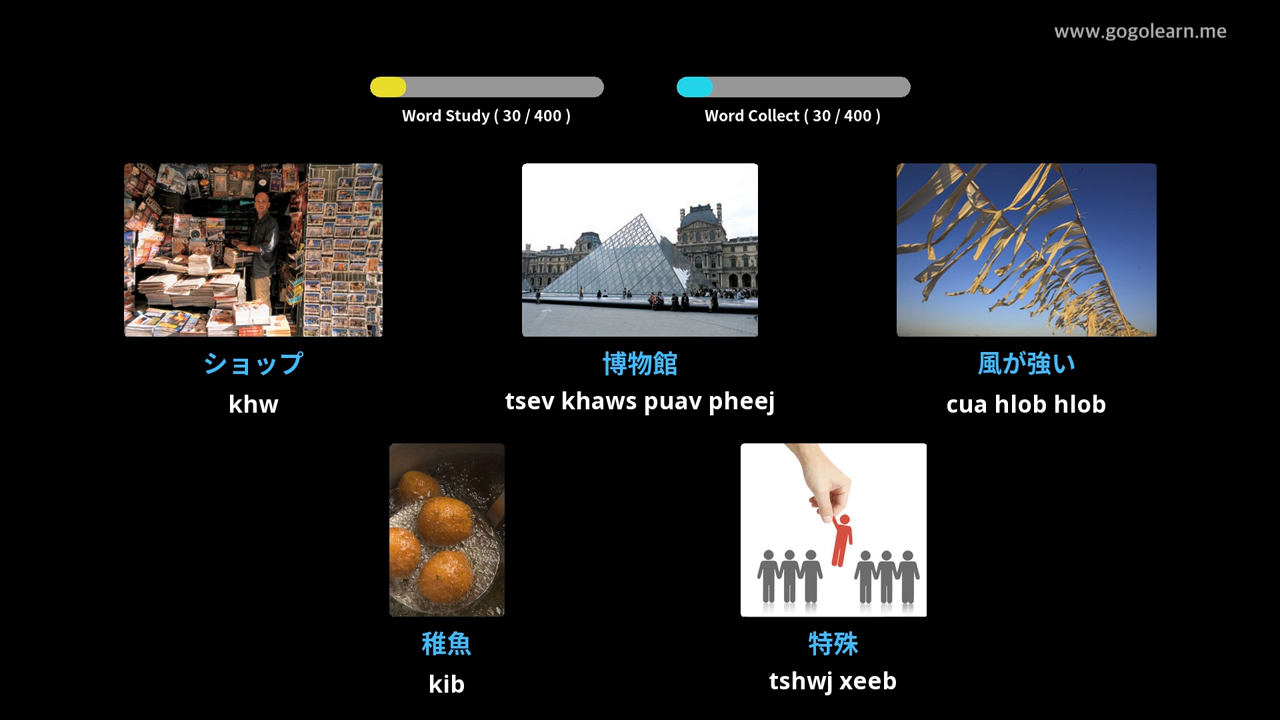 www.gogolearn.me
Word Study ( 30 / 400 )
Word Collect ( 30 / 400 )
ショップ
khw
博物館
tsev khaws puav pheej
風が強い
cua hlob hlob
稚魚
kib
特殊
tshwj xeeb